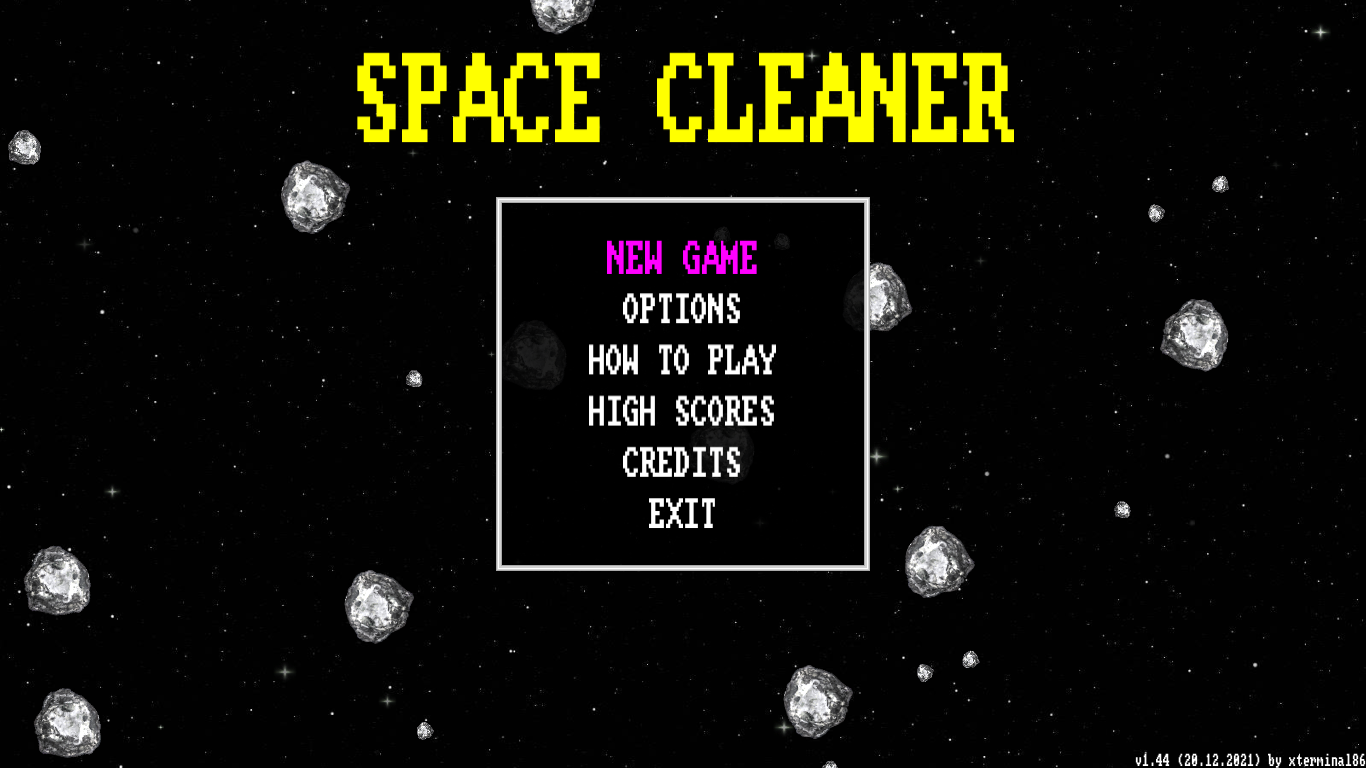 SPACE CLEANER
NEW GAME
OPTIONS
HOW TO PLAY
HIGH SCORES
CREDITS
EXIT
v1.44 (20.12.2021) by xterminal86